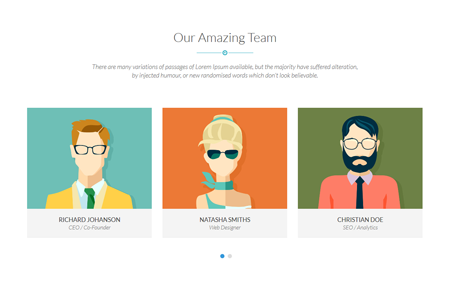 Our Amazing Team
There are many variations of passages of Lorem Ipsum available, but the majority have suffered alteration,
by injected humour, or new randomised words which don't look believable.
RICHARD JOHANSON
CEO / Co-Founder
NATASHA SMITHS
Web Designer
CHRISTIAN DOE
SEO / Analytics